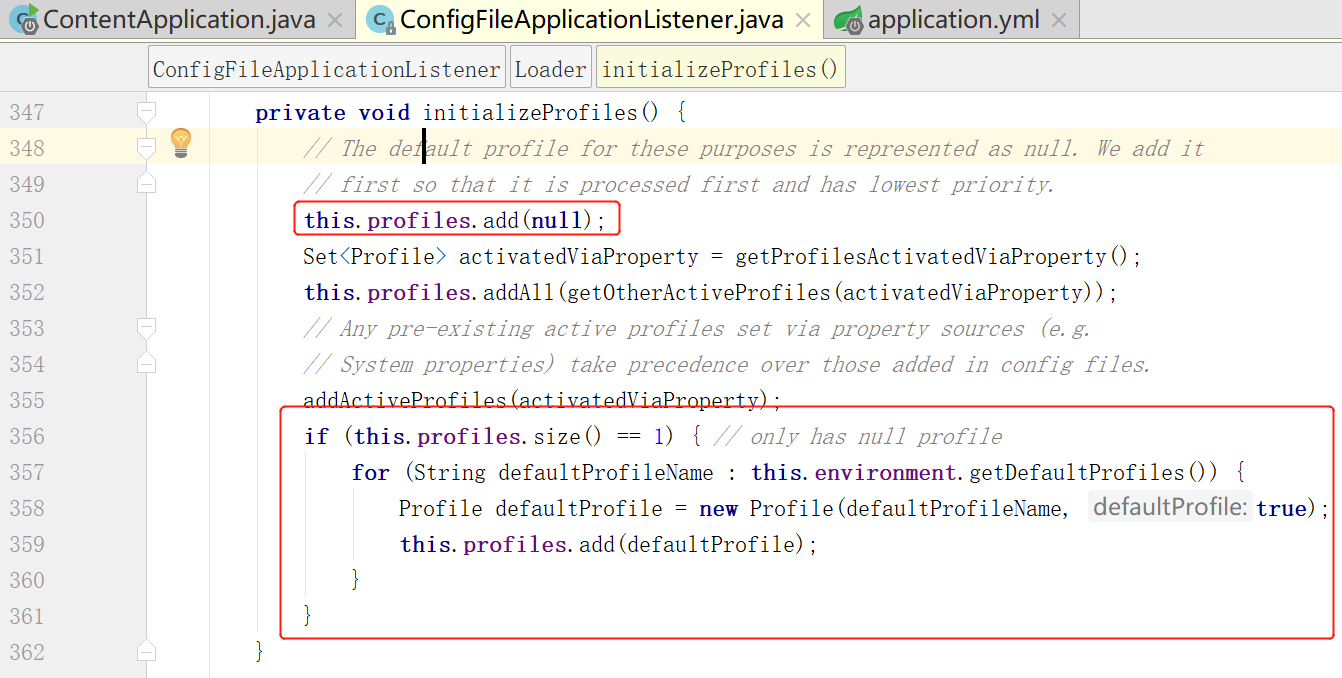 ContentApplication.java ConfigFileApplicationListener.java application.yml
ConfigFileApplicationListener Loader initializeProfiles()
347 private void initializeProfiles() {
348 // The default profile for these purposes is represented as null. We add it
349 // first so that it is processed first and has lowest priority.
350 this.profiles.add(null);
351 Set<Profile> activatedViaProperty = getProfilesActivatedViaProperty();
352 this.profiles.addAll(getOtherActiveProfiles(activatedViaProperty));
353 // Any pre-existing active profiles set via property sources (e.g.
354 // System properties) take precedence over those added in config files.
355 addActiveProfiles(activatedViaProperty);
356 if (this.profiles.size() == 1) { // only has null profile
357 for (String defaultProfileName : this.environment.getDefaultProfiles()) {
358 Profile defaultProfile = new Profile(defaultProfileName, defaultProfile: true);
359 this.profiles.add(defaultProfile);
360 }
361 }
362 }